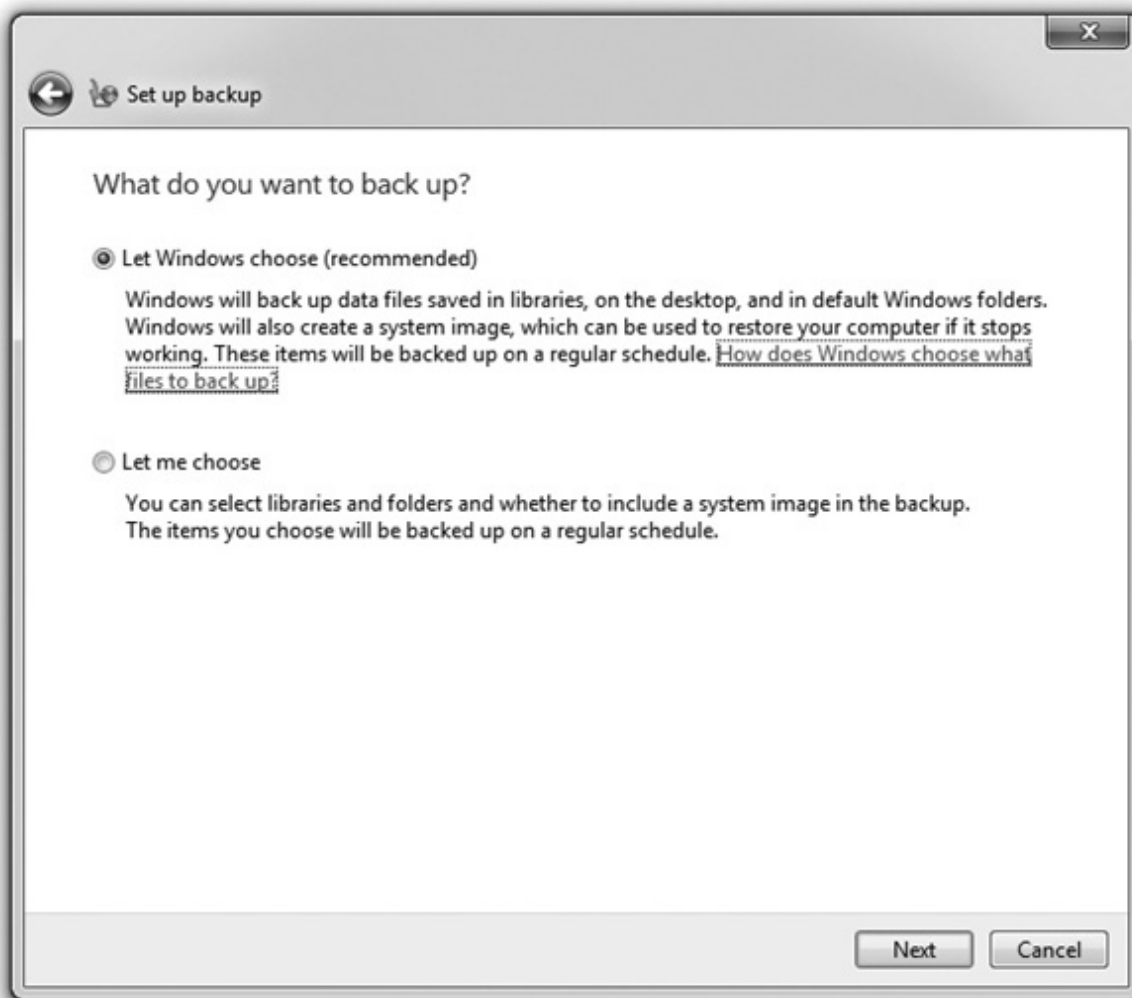 X
Set up backup
What do you want to back up?
Let Windows choose (recommended)
Windows will back up data files saved in libraries, on the desktop, and in default Windows folders.
Windows will also create a system image, which can be used to restore your computer if it stops
working. These items will be backed up on a regular schedule. How does Windows choose what
files to back up?
Let me choose
You can select libraries and folders and whether to include a system image in the backup.
The items you choose will be backed up on a regular schedule.
Next Cancel